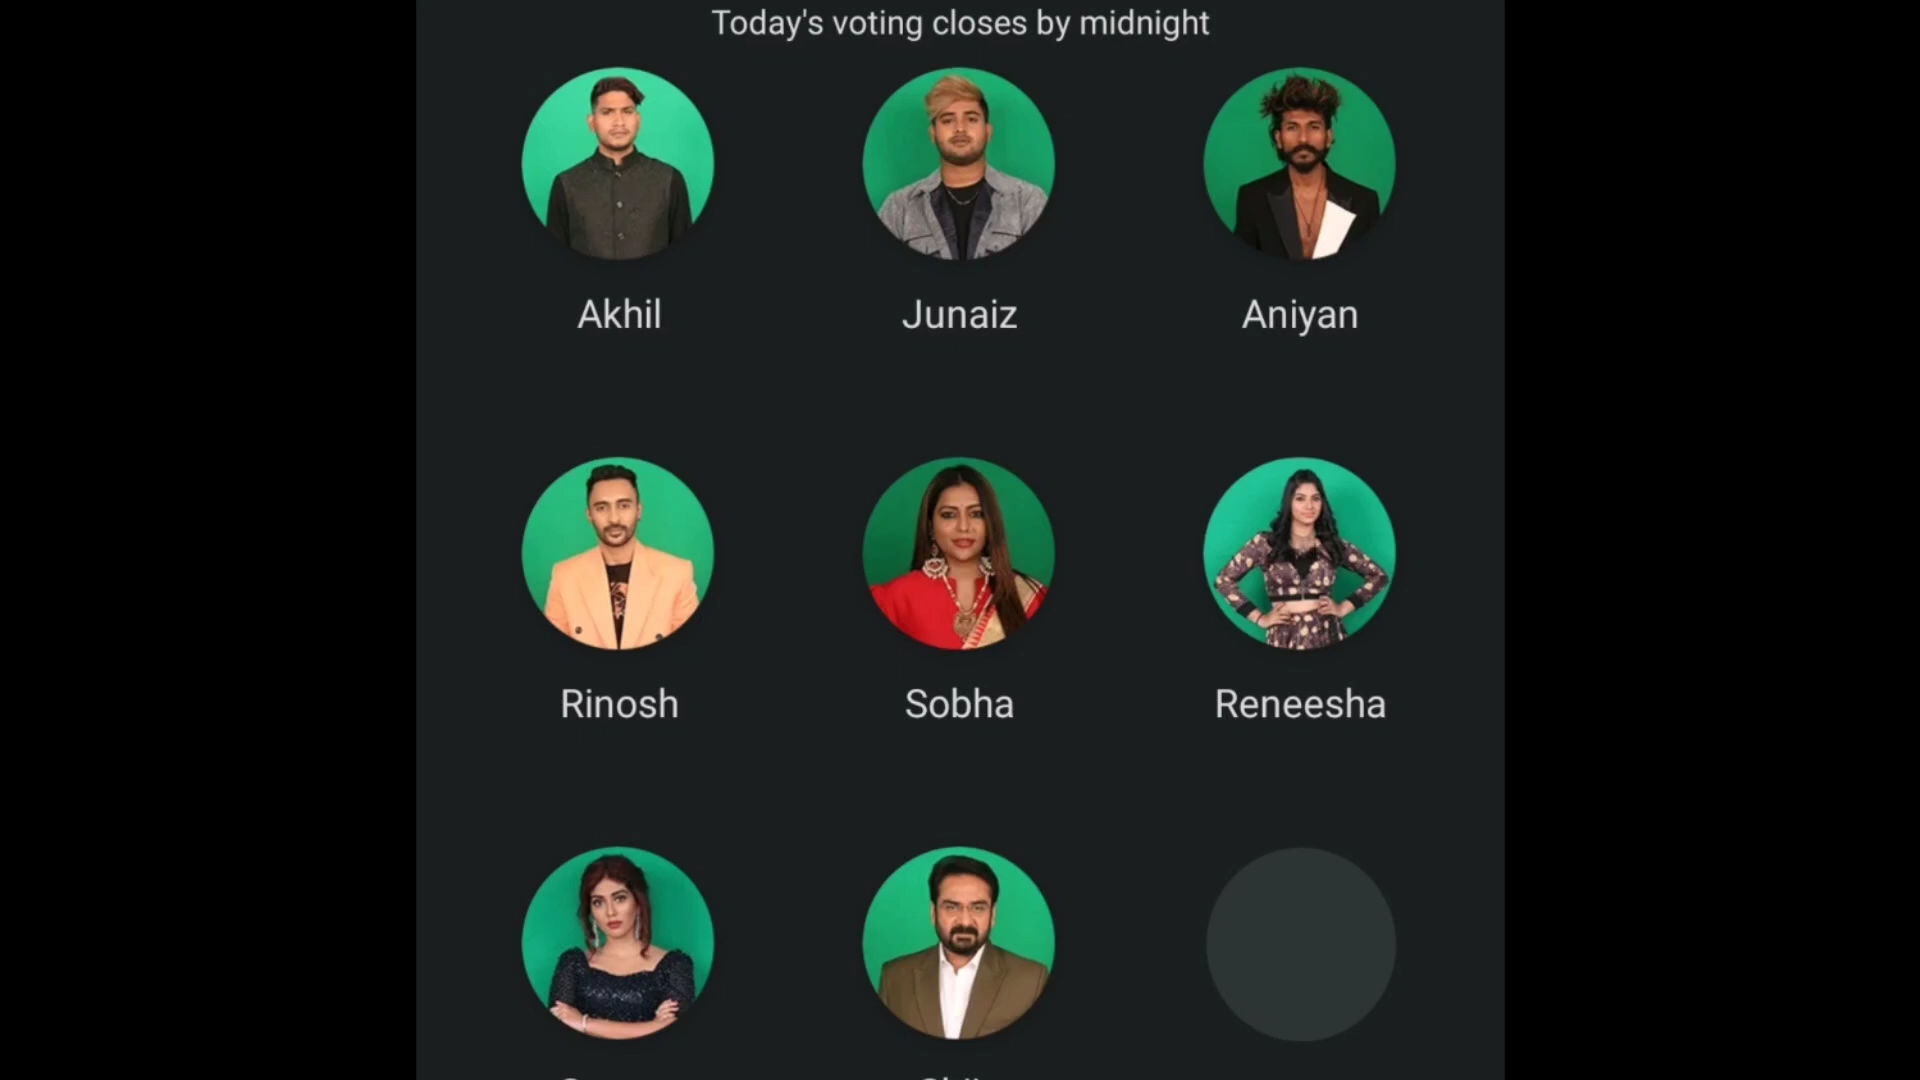 Today's voting closes by midnight
Akhil Junaiz Aniyan
Rinosh Sobha Reneesha